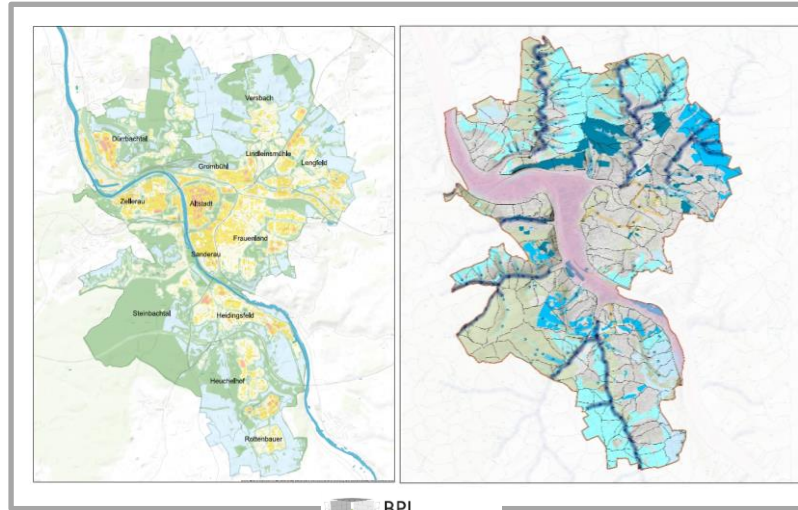 Versbach
Dürrbachtal
Lindleinsmühle
Grombühl
Lengfeld
Zellerau
Altstadt
Frauenland
Sanderau
Steinbachtal
Heidingsfeld
Heuchelhof
Rottenbauer
BPI